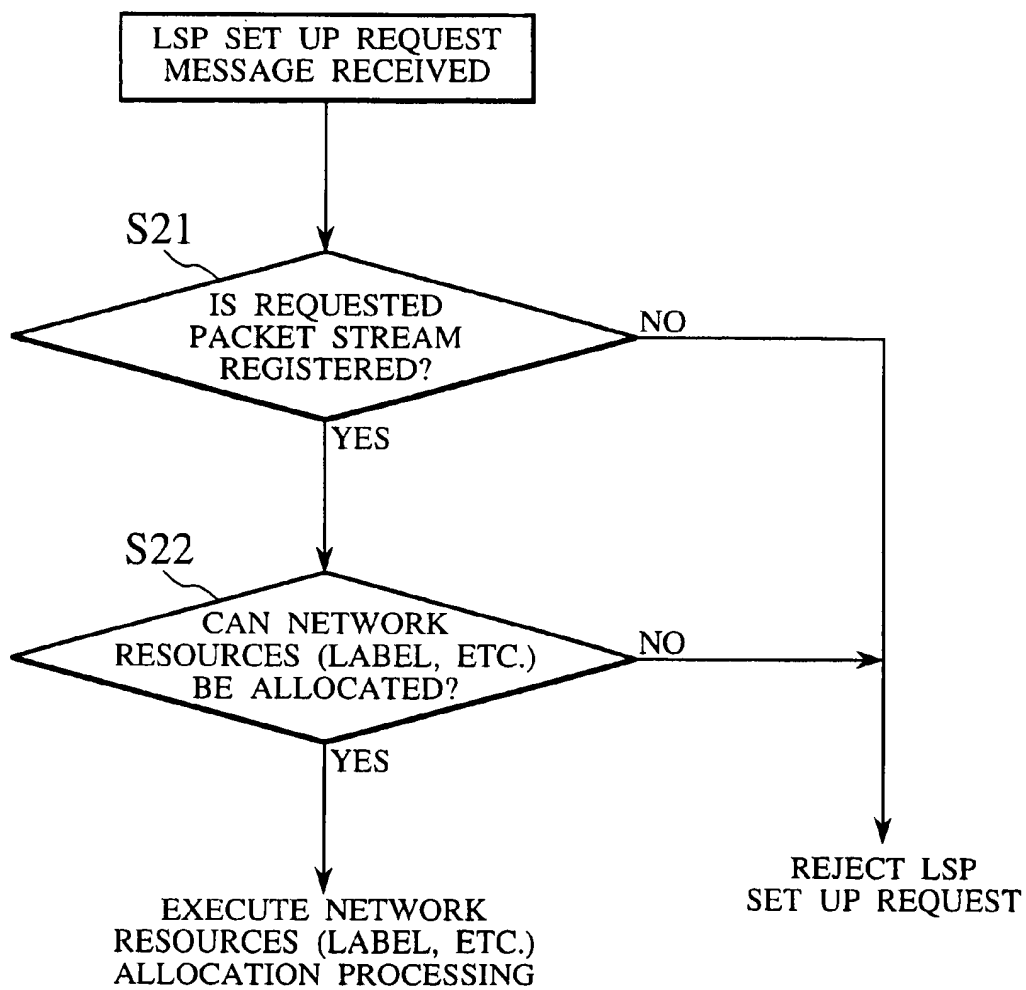 LSP SET UP REQUEST
MESSAGE RECEIVED
S21
IS REQUESTED
PACKET STREAM
REGISTERED?
NO
YES
S22
CAN NETWORK
RESOURCES (LABEL, ETC.)
BE ALLOCATED?
NO
YES
REJECT LSP
SET UP REQUEST
EXECUTE NETWORK
RESOURCES (LABEL, ETC.)
ALLOCATION PROCESSING